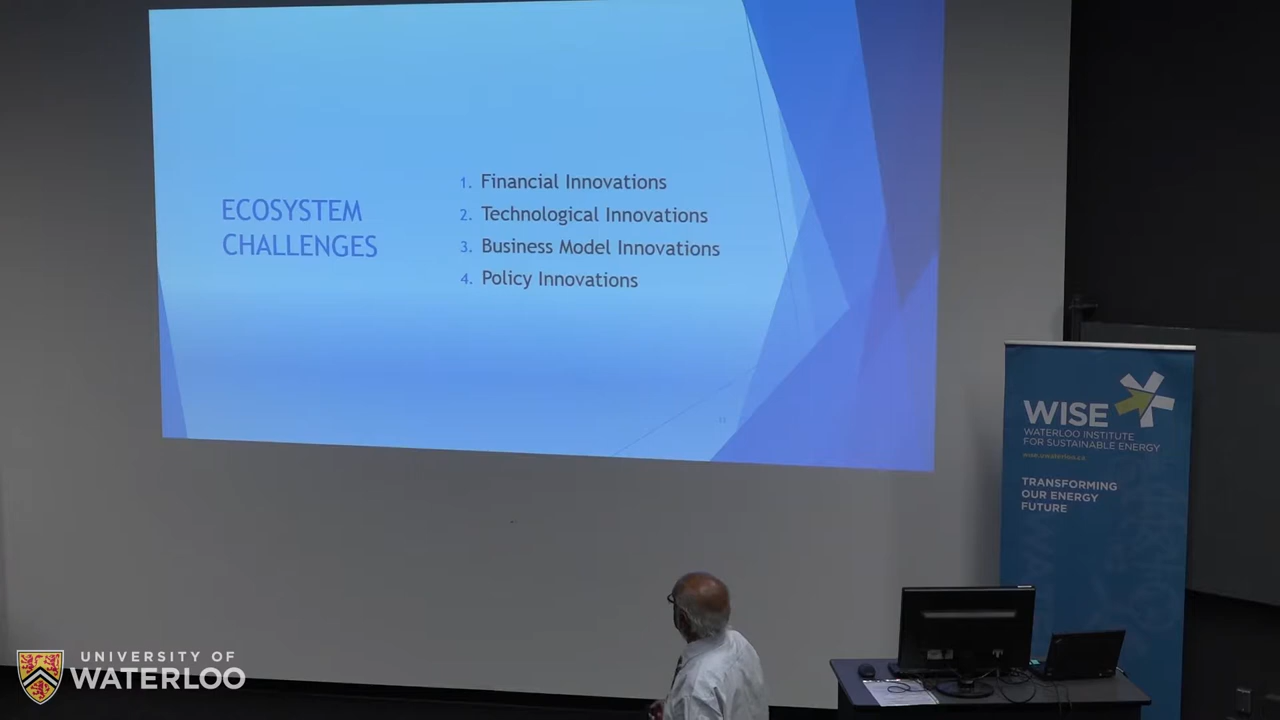 ECOSYSTEM
CHALLENGES
1. Financial Innovations
2. Technological Innovations
3. Business Model Innovations
4. Policy Innovations
WISE
WATERLOO INSTITUTE
FOR SUSTAINABLE ENERGY
TRANSFORMING
OUR ENERGY
FUTURE
UNIVERSITY OF
WATERLOO